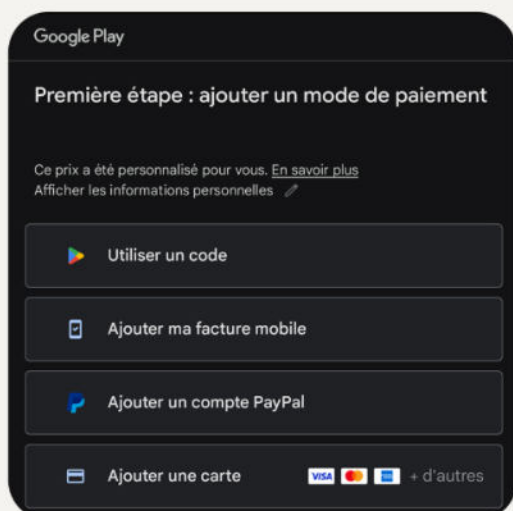 Google Play
Première étape : ajouter un mode de paiement
Ce prix a été personnalisé pour vous. En savoir plus
Afficher les informations personnelles
Utiliser un code
Ajouter ma facture mobile
Ajouter un compte PayPal
Ajouter une carte VISA + d'autres